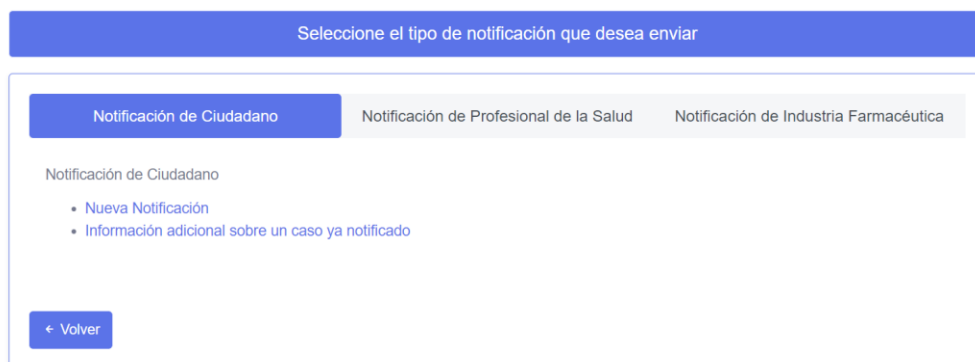 Seleccione el tipo de notificación que desea enviar
Notificación de Ciudadano
Notificación de Profesional de la Salud
Notificación de Industria Farmacéutica
Notificación de Ciudadano
• Nueva Notificación
• Información adicional sobre un caso ya notificado
← Volver